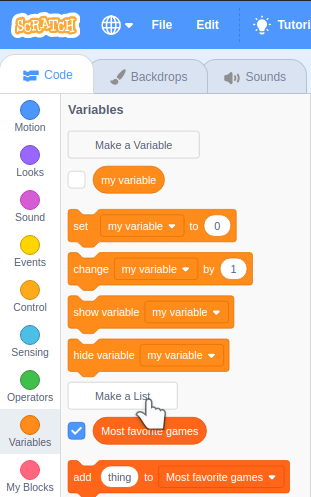 SCRATCH
File
Edit
Tutori
Code
Backdrops
Sounds
Motion
Looks
Sound
Events
Control
Sensing
Operators
Variables
My Blocks
Variables
Make a Variable
my variable
set my variable to 0
change my variable by 1
show variable my variable
hide variable my variable
Make a List
Most favorite games
add thing to Most favorite games